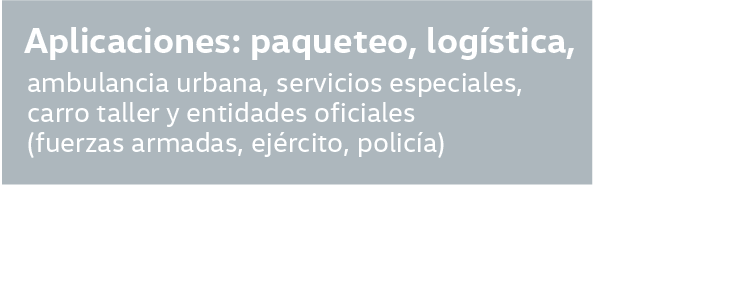 Aplicaciones: paqueteo, logística,
ambulancia urbana, servicios especiales,
carro taller y entidades oficiales
(fuerzas armadas, ejército, policía)